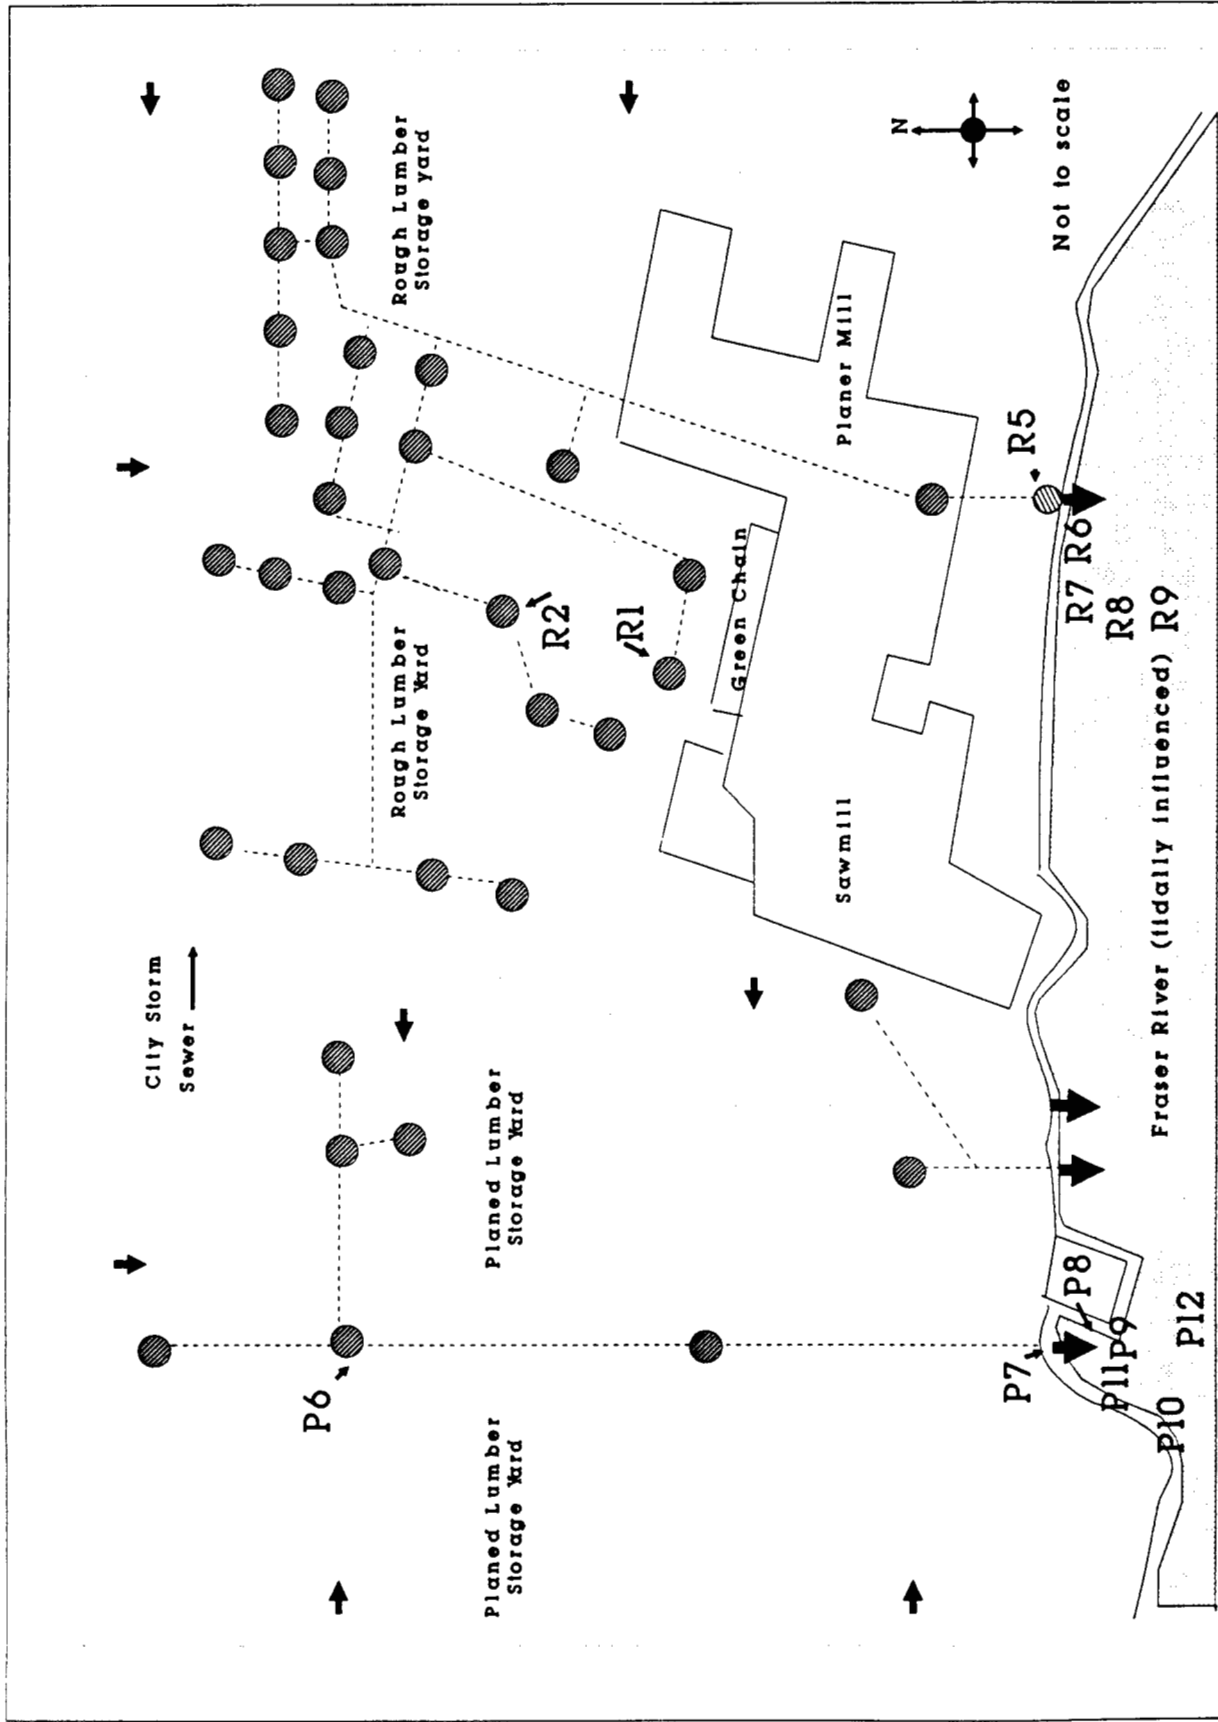 City Storm
Sewer
Rough Lumber
Storage yard
Rough Lumber
Storage Yard
Planed Lumber
Storage Yard
Planed Lumber
Storage Yard
P6
R2
R1
Green Chain
Sawmill
Planer Mill
N
Not to scale
R5
R6
R7
R8
R9
P7
P8
P9
P11
P10
P12
Fraser River (tidally influenced)